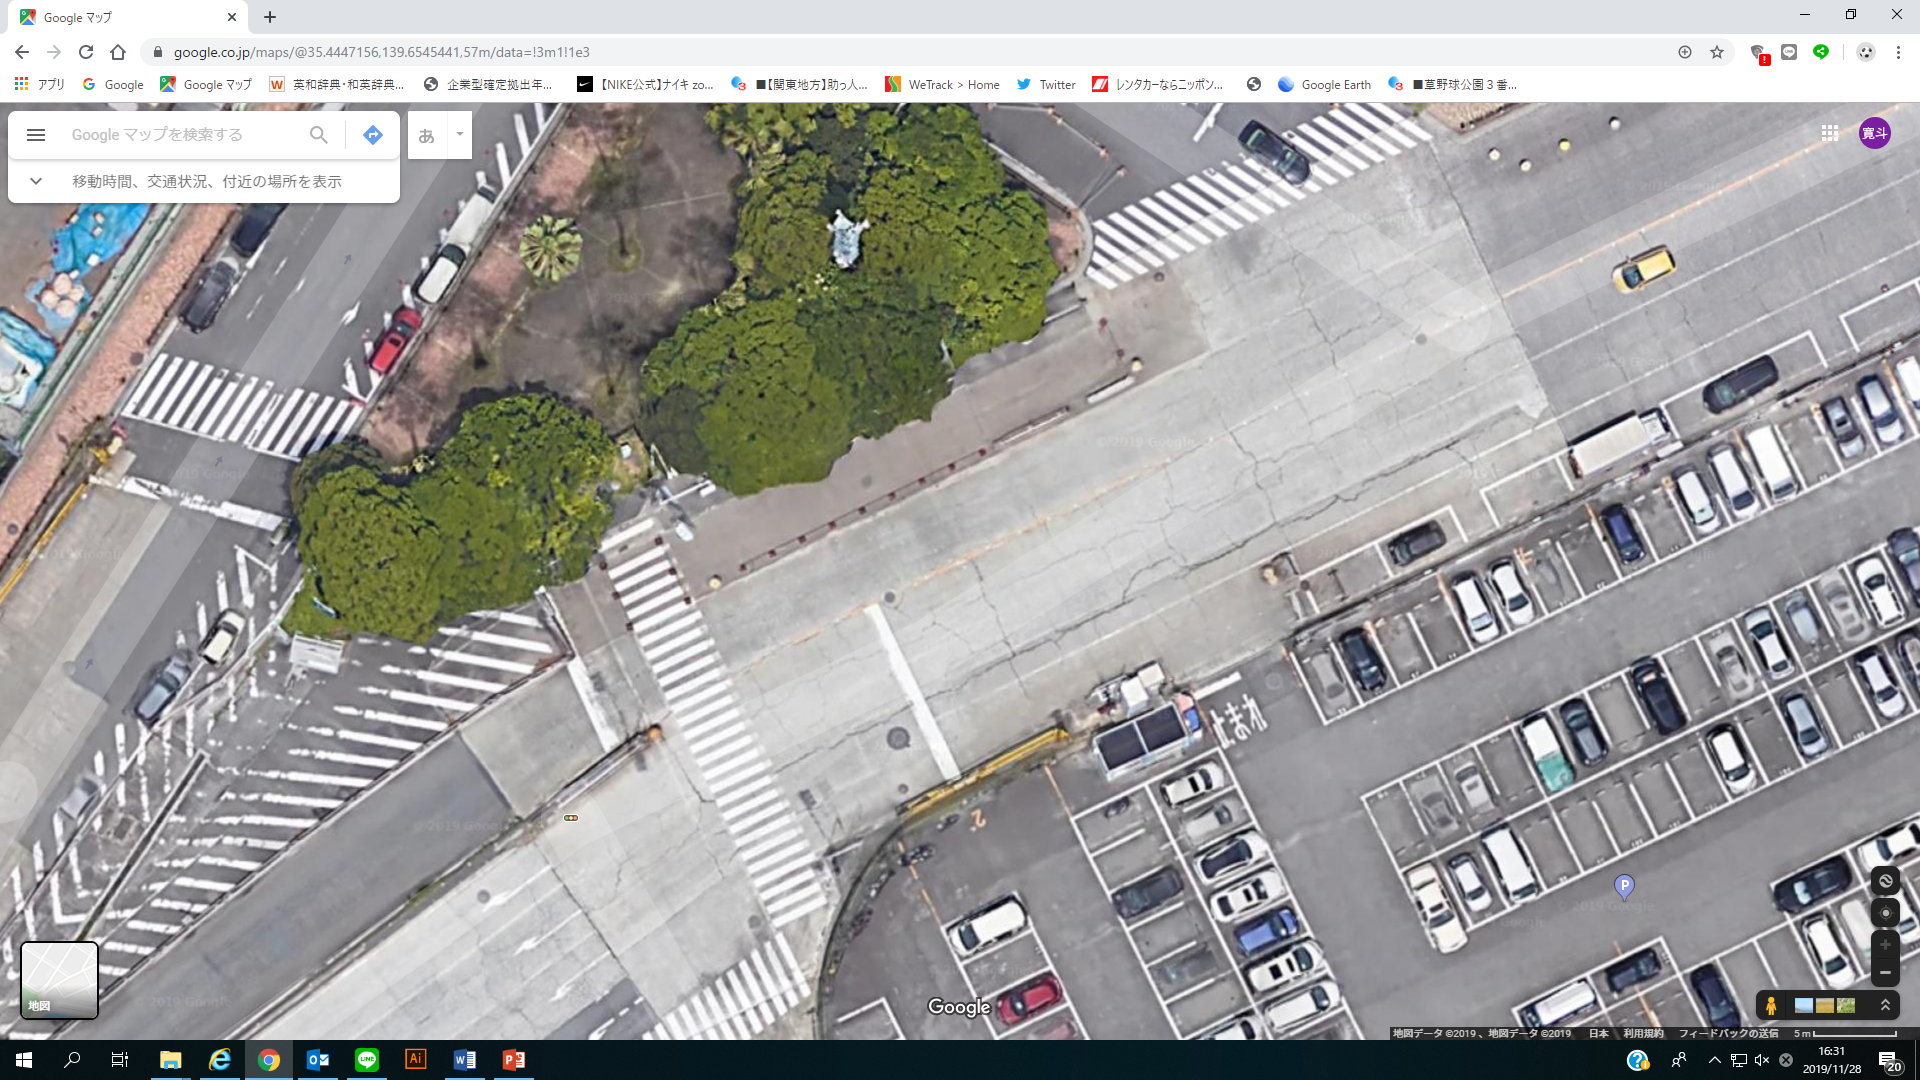 Google マップ
google.co.jp/maps/@35.4447156,139.6545441,57m/data=!3m1!1e3
アプリ
Google
Google マップ
英和辞典・和英辞典...
企業型確定拠出年...
【NIKE公式】ナイキ zo...
■【関東地方】助っ人...
WeTrack > Home
Twitter
レンタカーならニッポン...
Google Earth
■草野球公園３番...
Google マップを検索する
あ
寛斗
移動時間、交通状況、付近の場所を表示
止まれ
P
2
地図
Google
地図データ ©2019 、地図データ ©2019
日本
利用規約
フィードバックの送信
5 m
16:31
2019/11/28
20